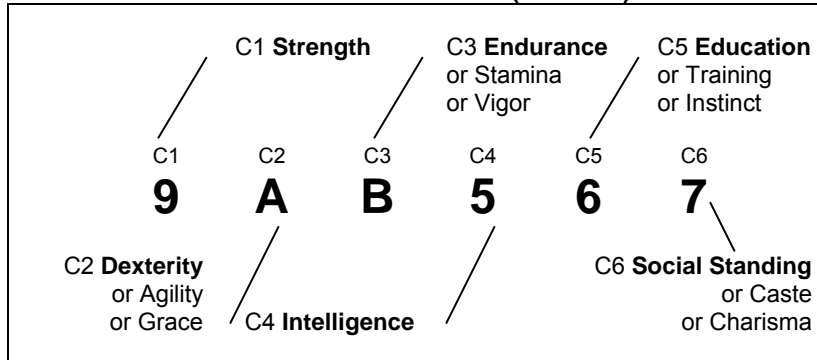 C1 Strength
C3 Endurance
or Stamina
or Vigor
C5 Education
or Training
or Instinct
C1 C2 C3 C4 C5 C6
9 A B 5 6 7
C2 Dexterity
or Agility
or Grace
C4 Intelligence
C6 Social Standing
or Caste
or Charisma